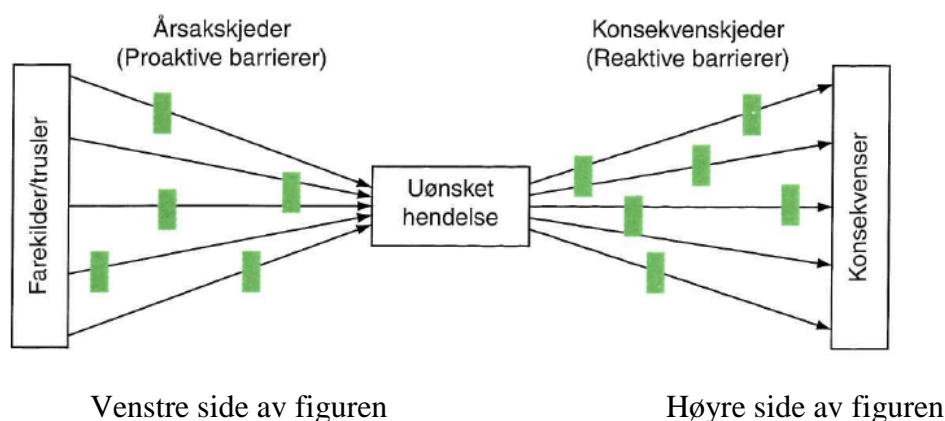 Årsakskjeder
(Proaktive barrierer)
Konsekvenskjeder
(Reaktive barrierer)
Farekilder/trusler
Uønsket
hendelse
Konsekvenser
Venstre side av figuren
Høyre side av figuren